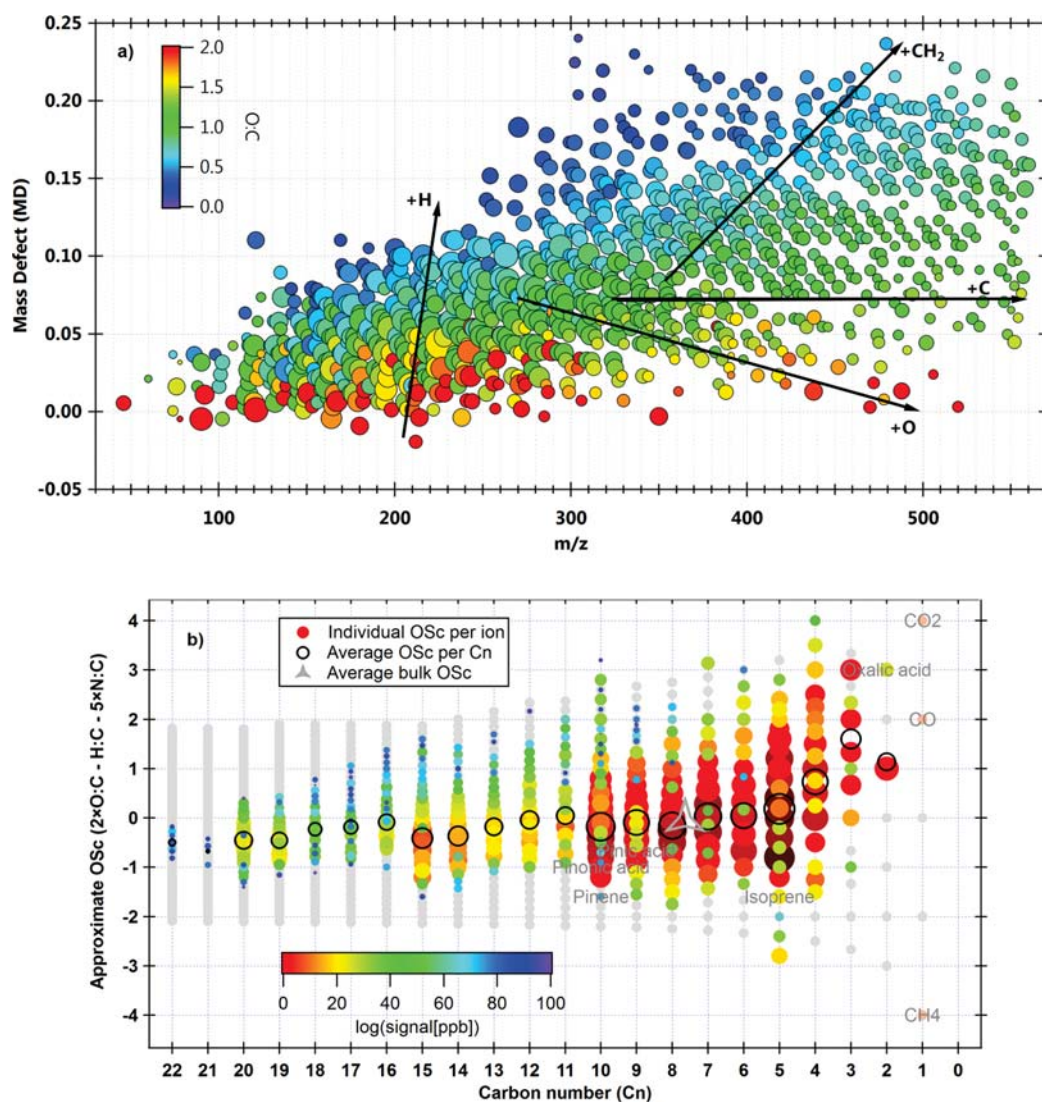 a)
0.25
0.20
0.15
0.10
0.05
0.00
-0.05
Mass Defect (MD)
2.0
1.5
1.0
0.5
0.0
O:C
+H
+CH2
+C
+O
100
200
300
400
500
m/z
b)
Individual OSc per ion
Average OSc per Cn
Average bulk OSc
4
3
2
1
0
-1
-2
-3
-4
Approximate OSc (2×O:C - H:C - 5×N:C)
CO2
Oxalic acid
CO
Pinic acid
Pinonic acid
Pinene
Isoprene
CH4
0 20 40 60 80 100
log(signal[ppb])
22 21 20 19 18 17 16 15 14 13 12 11 10 9 8 7 6 5 4 3 2 1 0
Carbon number (Cn)